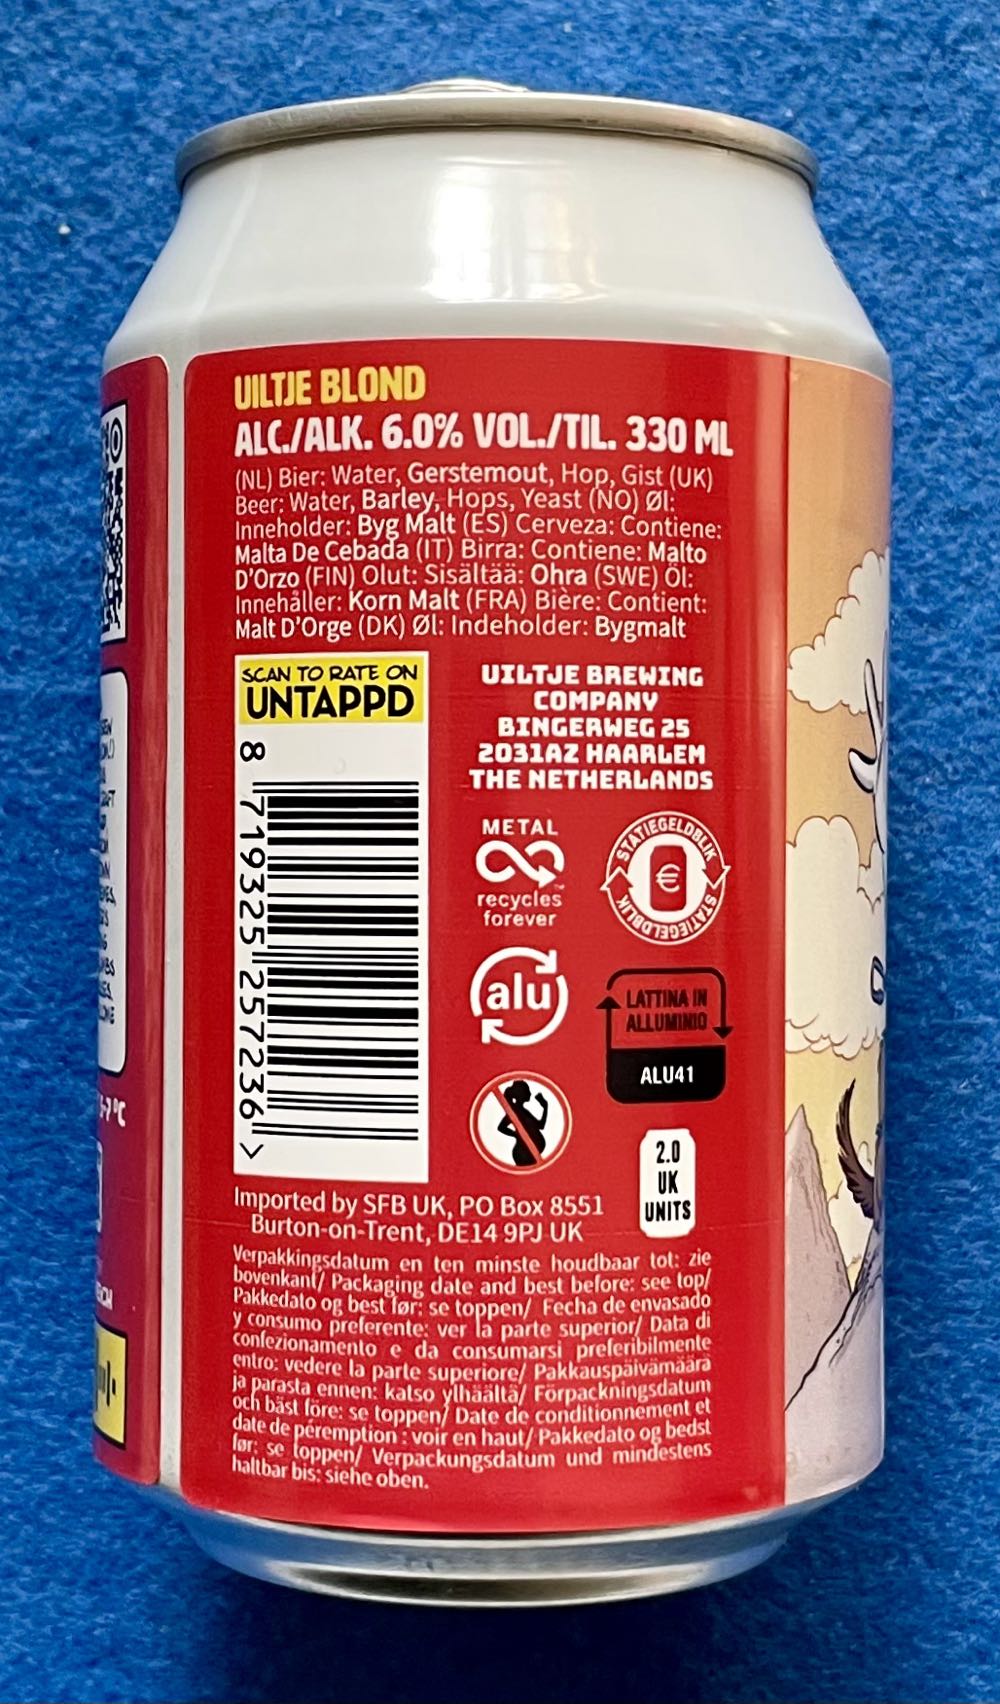 UILTJE BLOND
ALC./ALK. 6.0% VOL./TIL. 330 ML
(NL) Bier: Water, Gerstemout, Hop, Gist (UK)
Beer: Water, Barley, Hops, Yeast (NO) Øl:
Inneholder: Byg Malt (ES) Cerveza: Contiene:
Malta De Cebada (IT) Birra: Contiene: Malto
D'Orzo (FIN) Olut: Sisältää: Ohra (SWE) Öl:
Innehåller: Korn Malt (FRA) Bière: Contient:
Malt D'Orge (DK) Øl: Indeholder: Bygmalt
SCAN TO RATE ON
UNTAPPD
8 719325 257236 >
UILTJE BREWING
COMPANY
BINGERWEG 25
2031AZ HAARLEM
THE NETHERLANDS
METAL
recycles
forever™
STATIEGELDBLIK
€
STATIEGELDBLIK
alu
LATTINA IN
ALLUMINIO
ALU41
2.0
UK
UNITS
Imported by SFB UK, PO Box 8551
Burton-on-Trent, DE14 9PJ UK
Verpakkingsdatum en ten minste houdbaar tot: zie
bovenkant/ Packaging date and best before: see top/
Pakkedato og best før: se toppen/ Fecha de envasado
y consumo preferente: ver la parte superior/ Data di
confezionamento e da consumarsi preferibilmente
entro: vedere la parte superiore/ Pakkauspäivämäärä
ja parasta ennen: katso ylhäältä/ Förpackningsdatum
och bäst före: se toppen/ Date de conditionnement et
date de péremption : voir en haut/ Pakkedato og bedst
før: se toppen/ Verpackungsdatum und mindestens
haltbar bis: siehe oben.